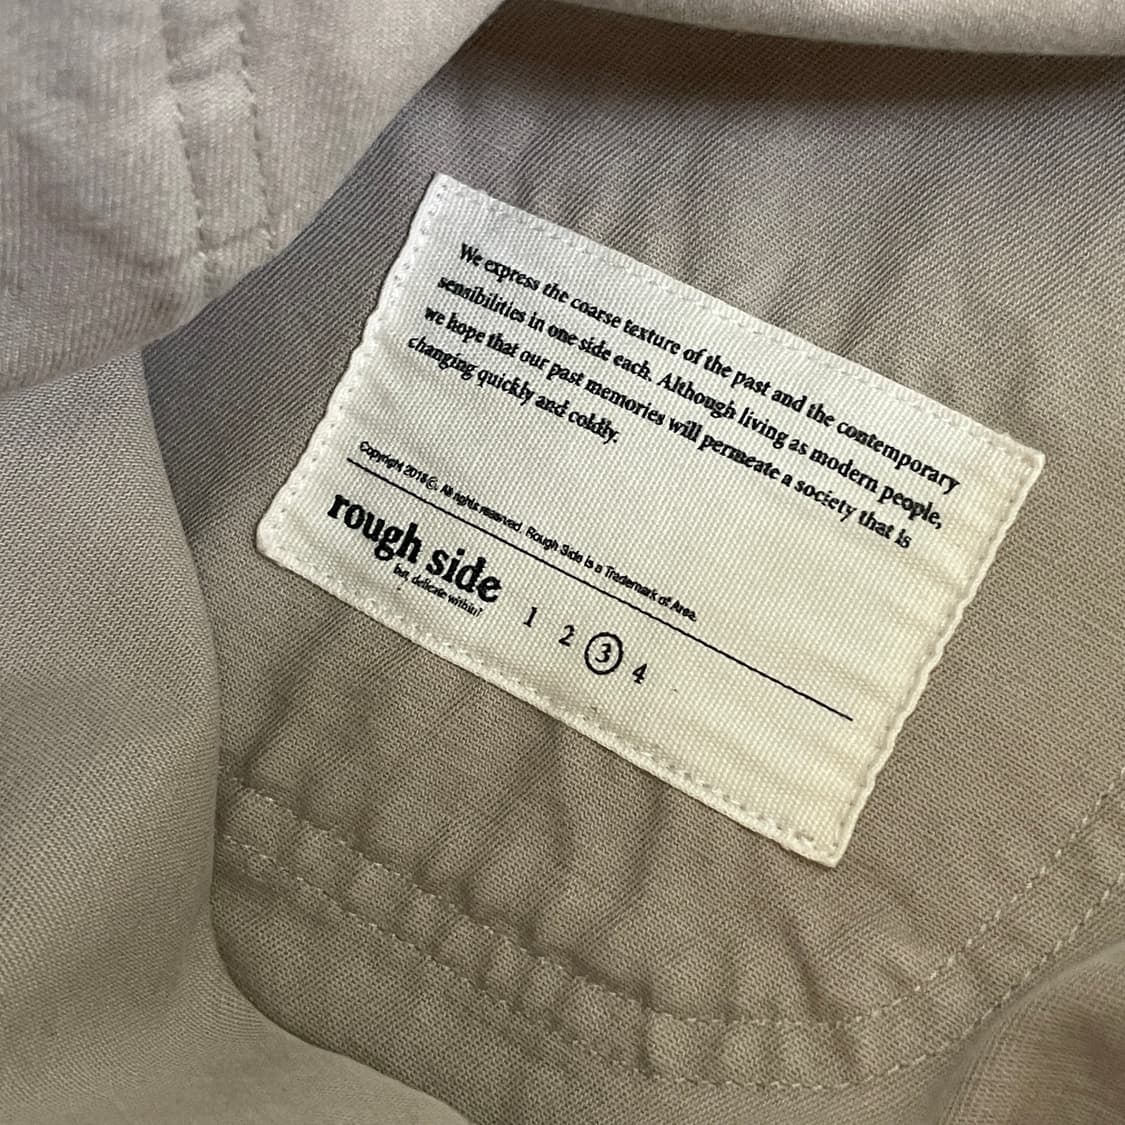 We express the coarse texture of the past and the contemporary
sensibilities in one side each. Although living as modern people,
we hope that our past memories will permeate a society that is
changing quickly and coldly.
Copyright 2018©. All rights reserved. Rough Side is a Trademark of Area.
rough side
but, delicate within?
1 2 3 4